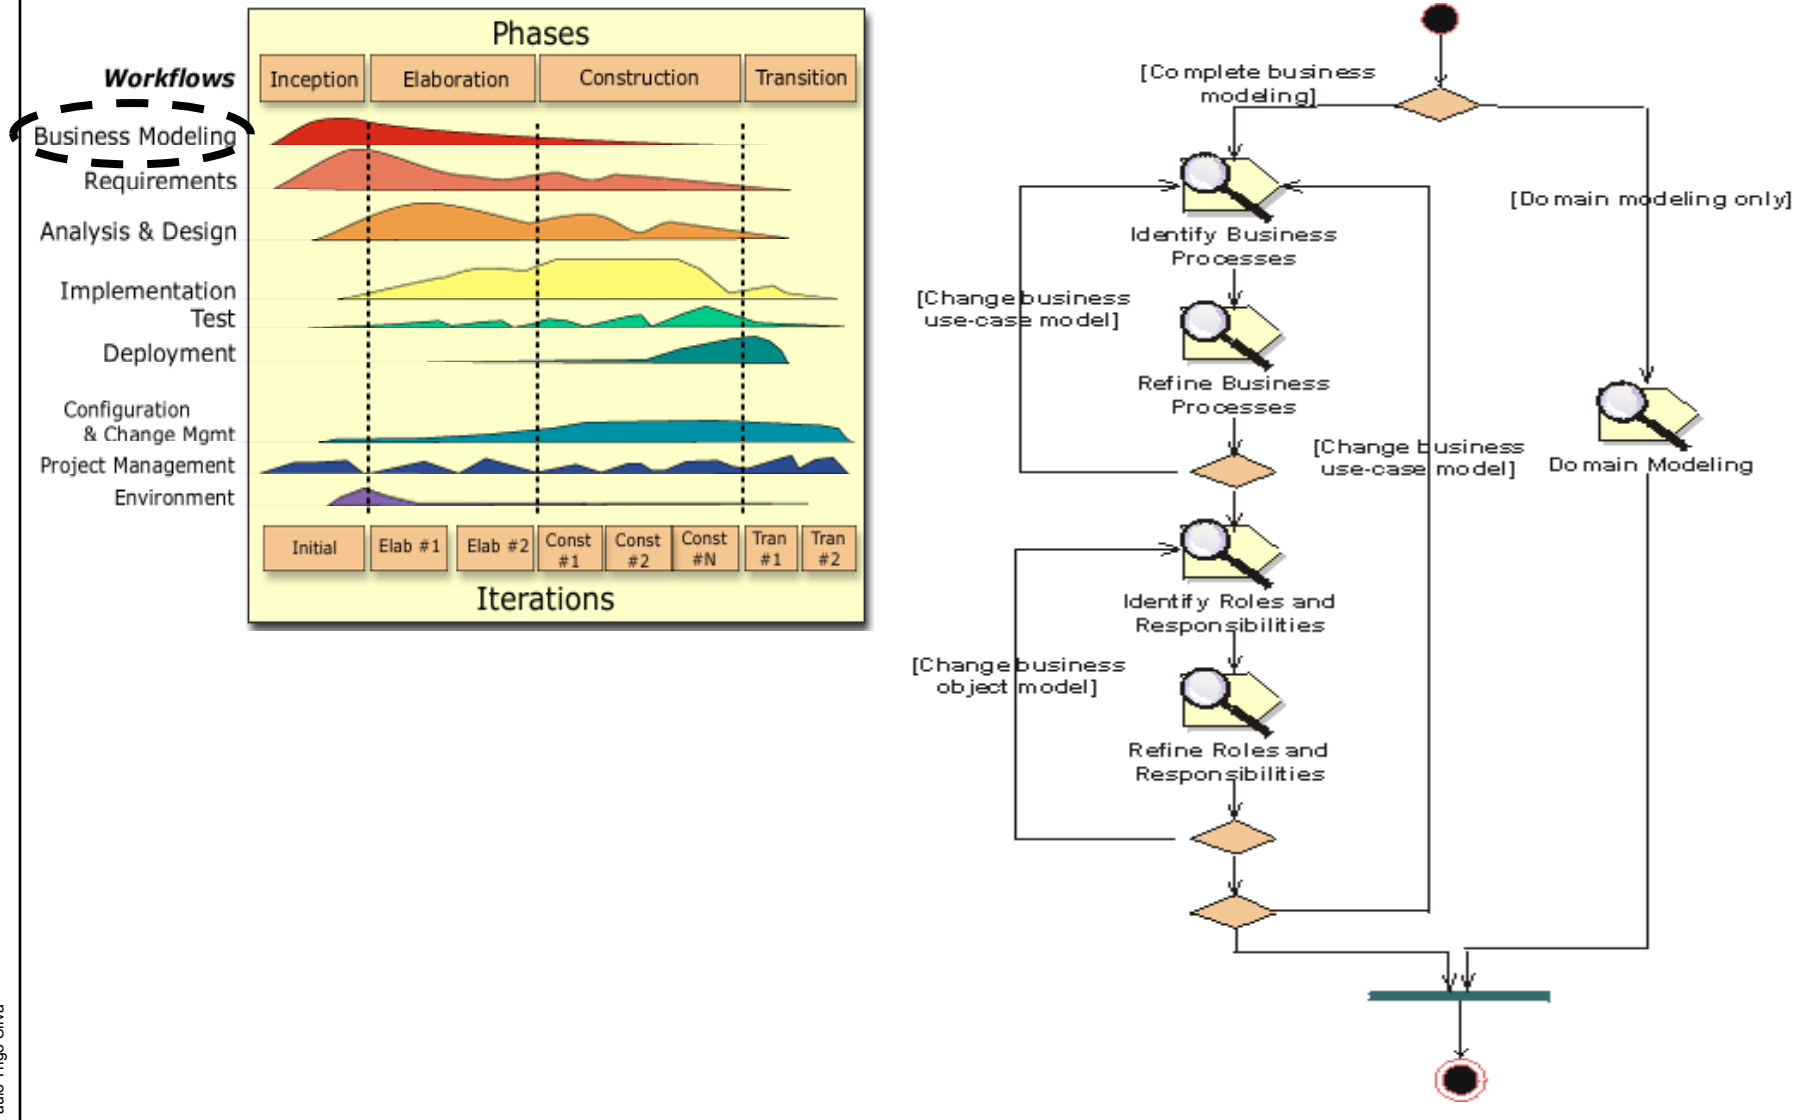 Phases
Workflows
Inception
Elaboration
Construction
Transition
Business Modeling
Requirements
Analysis & Design
Implementation
Test
Deployment
Configuration
& Change Mgmt
Project Management
Environment
Initial
Elab #1
Elab #2
Const
#1
Const
#2
Const
#N
Tran
#1
Tran
#2
Iterations
[Complete business
modeling]
[Domain modeling only]
Identify Business
Processes
[Change business
use-case model]
Refine Business
Processes
[Change business
use-case model]
Domain Modeling
Identify Roles and
Responsibilities
[Change business
object model]
Refine Roles and
Responsibilities
Silva